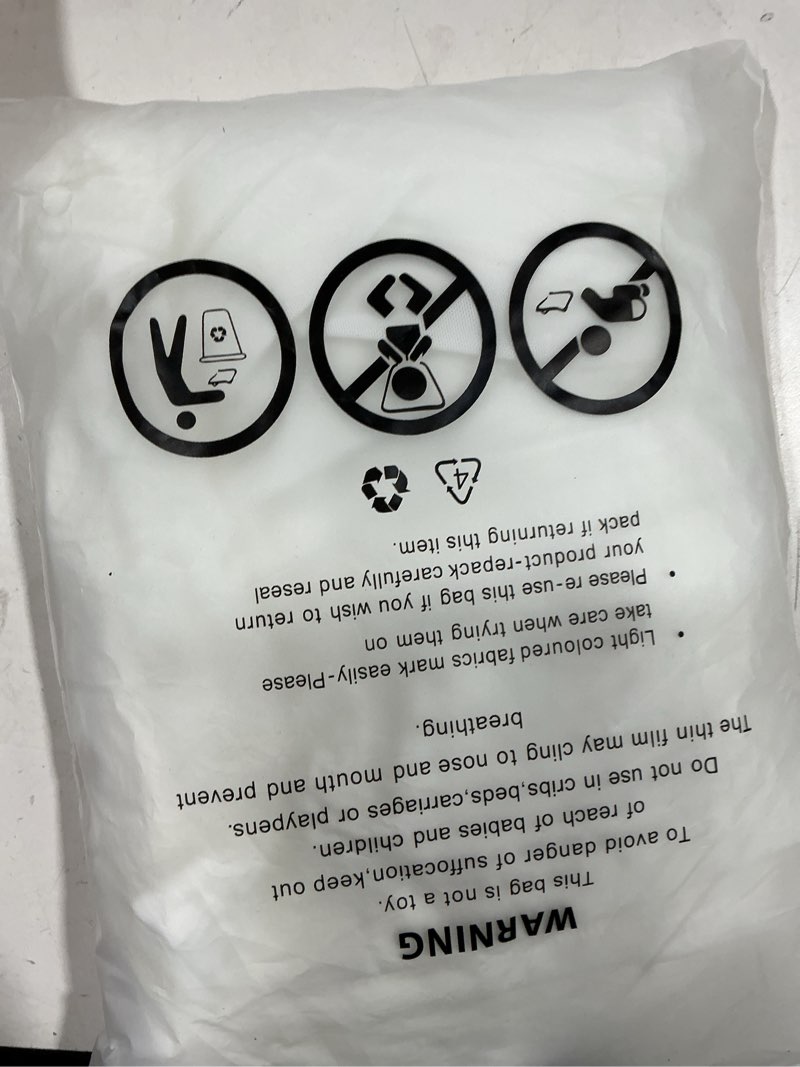 WARNING
This bag is not a toy.
To avoid danger of suffocation,keep out
of reach of babies and children.
Do not use in cribs,beds,carriages or playpens.
The thin film may cling to nose and mouth and prevent
breathing.
• Light coloured fabrics mark easily-Please
take care when trying them on
• Please re-use this bag if you wish to return
your product-repack carefully and reseal
pack if returning this item.
4